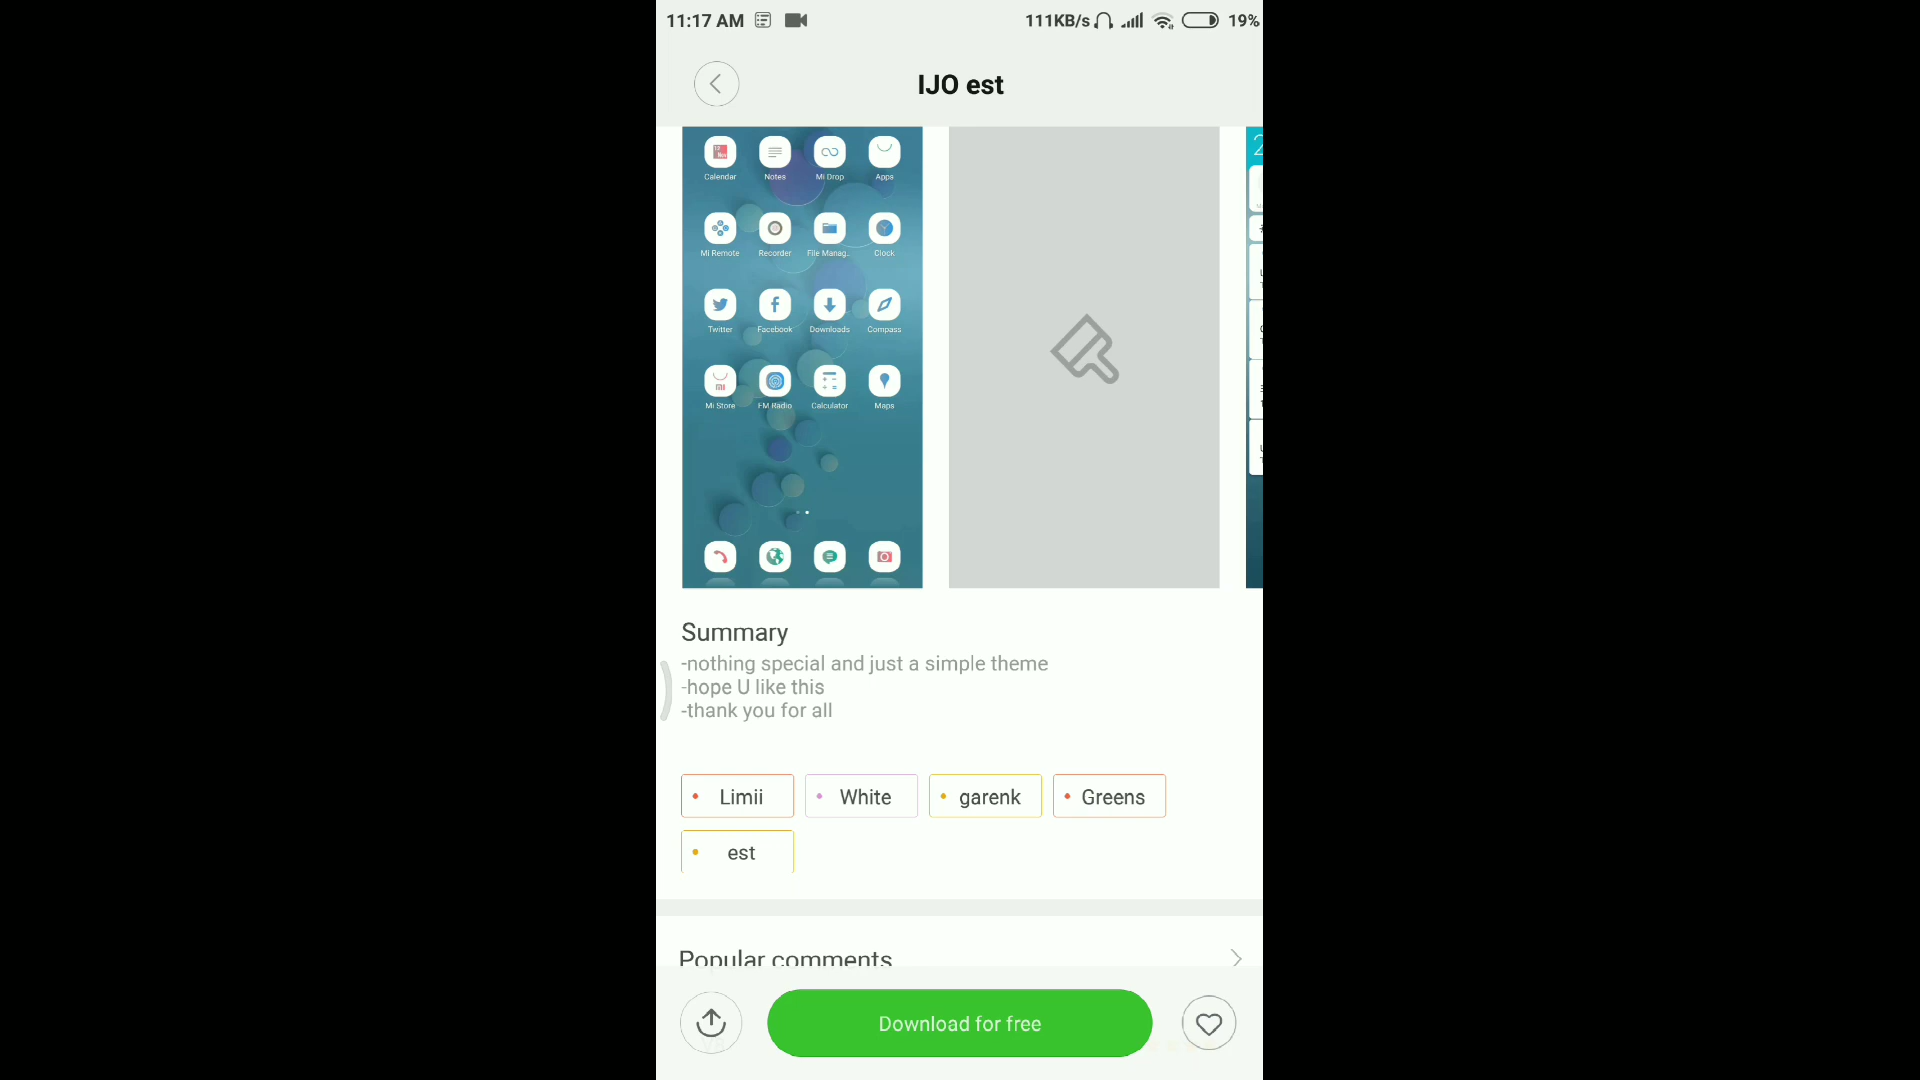 11:17 AM 111KB/s 19%
IJO est
Calendar Notes Mi Drop Apps
Mi Remote Recorder File Manag.. Clock
Twitter Facebook Downloads Compass
Mi Store FM Radio Calculator Maps
Summary
-nothing special and just a simple theme
-hope U like this
-thank you for all
Limii White garenk Greens
est
Popular comments
Download for free